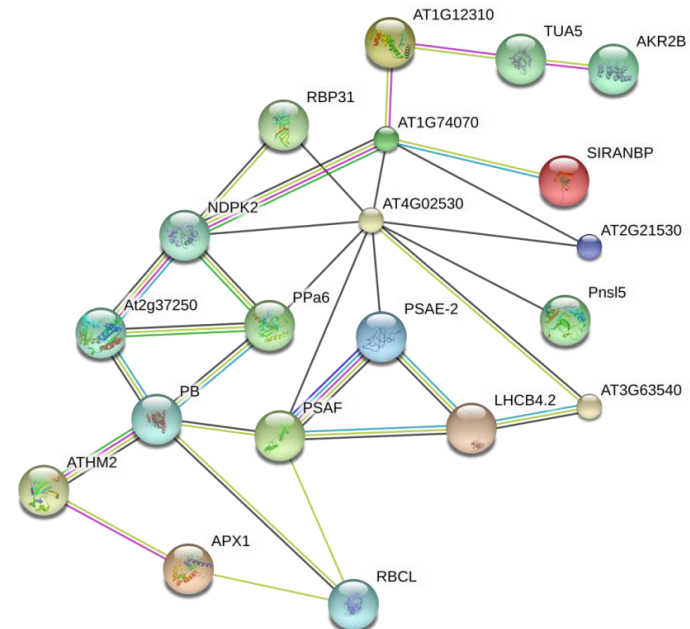 AT1G12310
TUA5
AKR2B
RBP31
AT1G74070
SIRANBP
NDPK2
AT4G02530
AT2G21530
At2g37250
PPa6
PSAE-2
Pnsl5
PB
PSAF
LHCB4.2
AT3G63540
ATHM2
APX1
RBCL